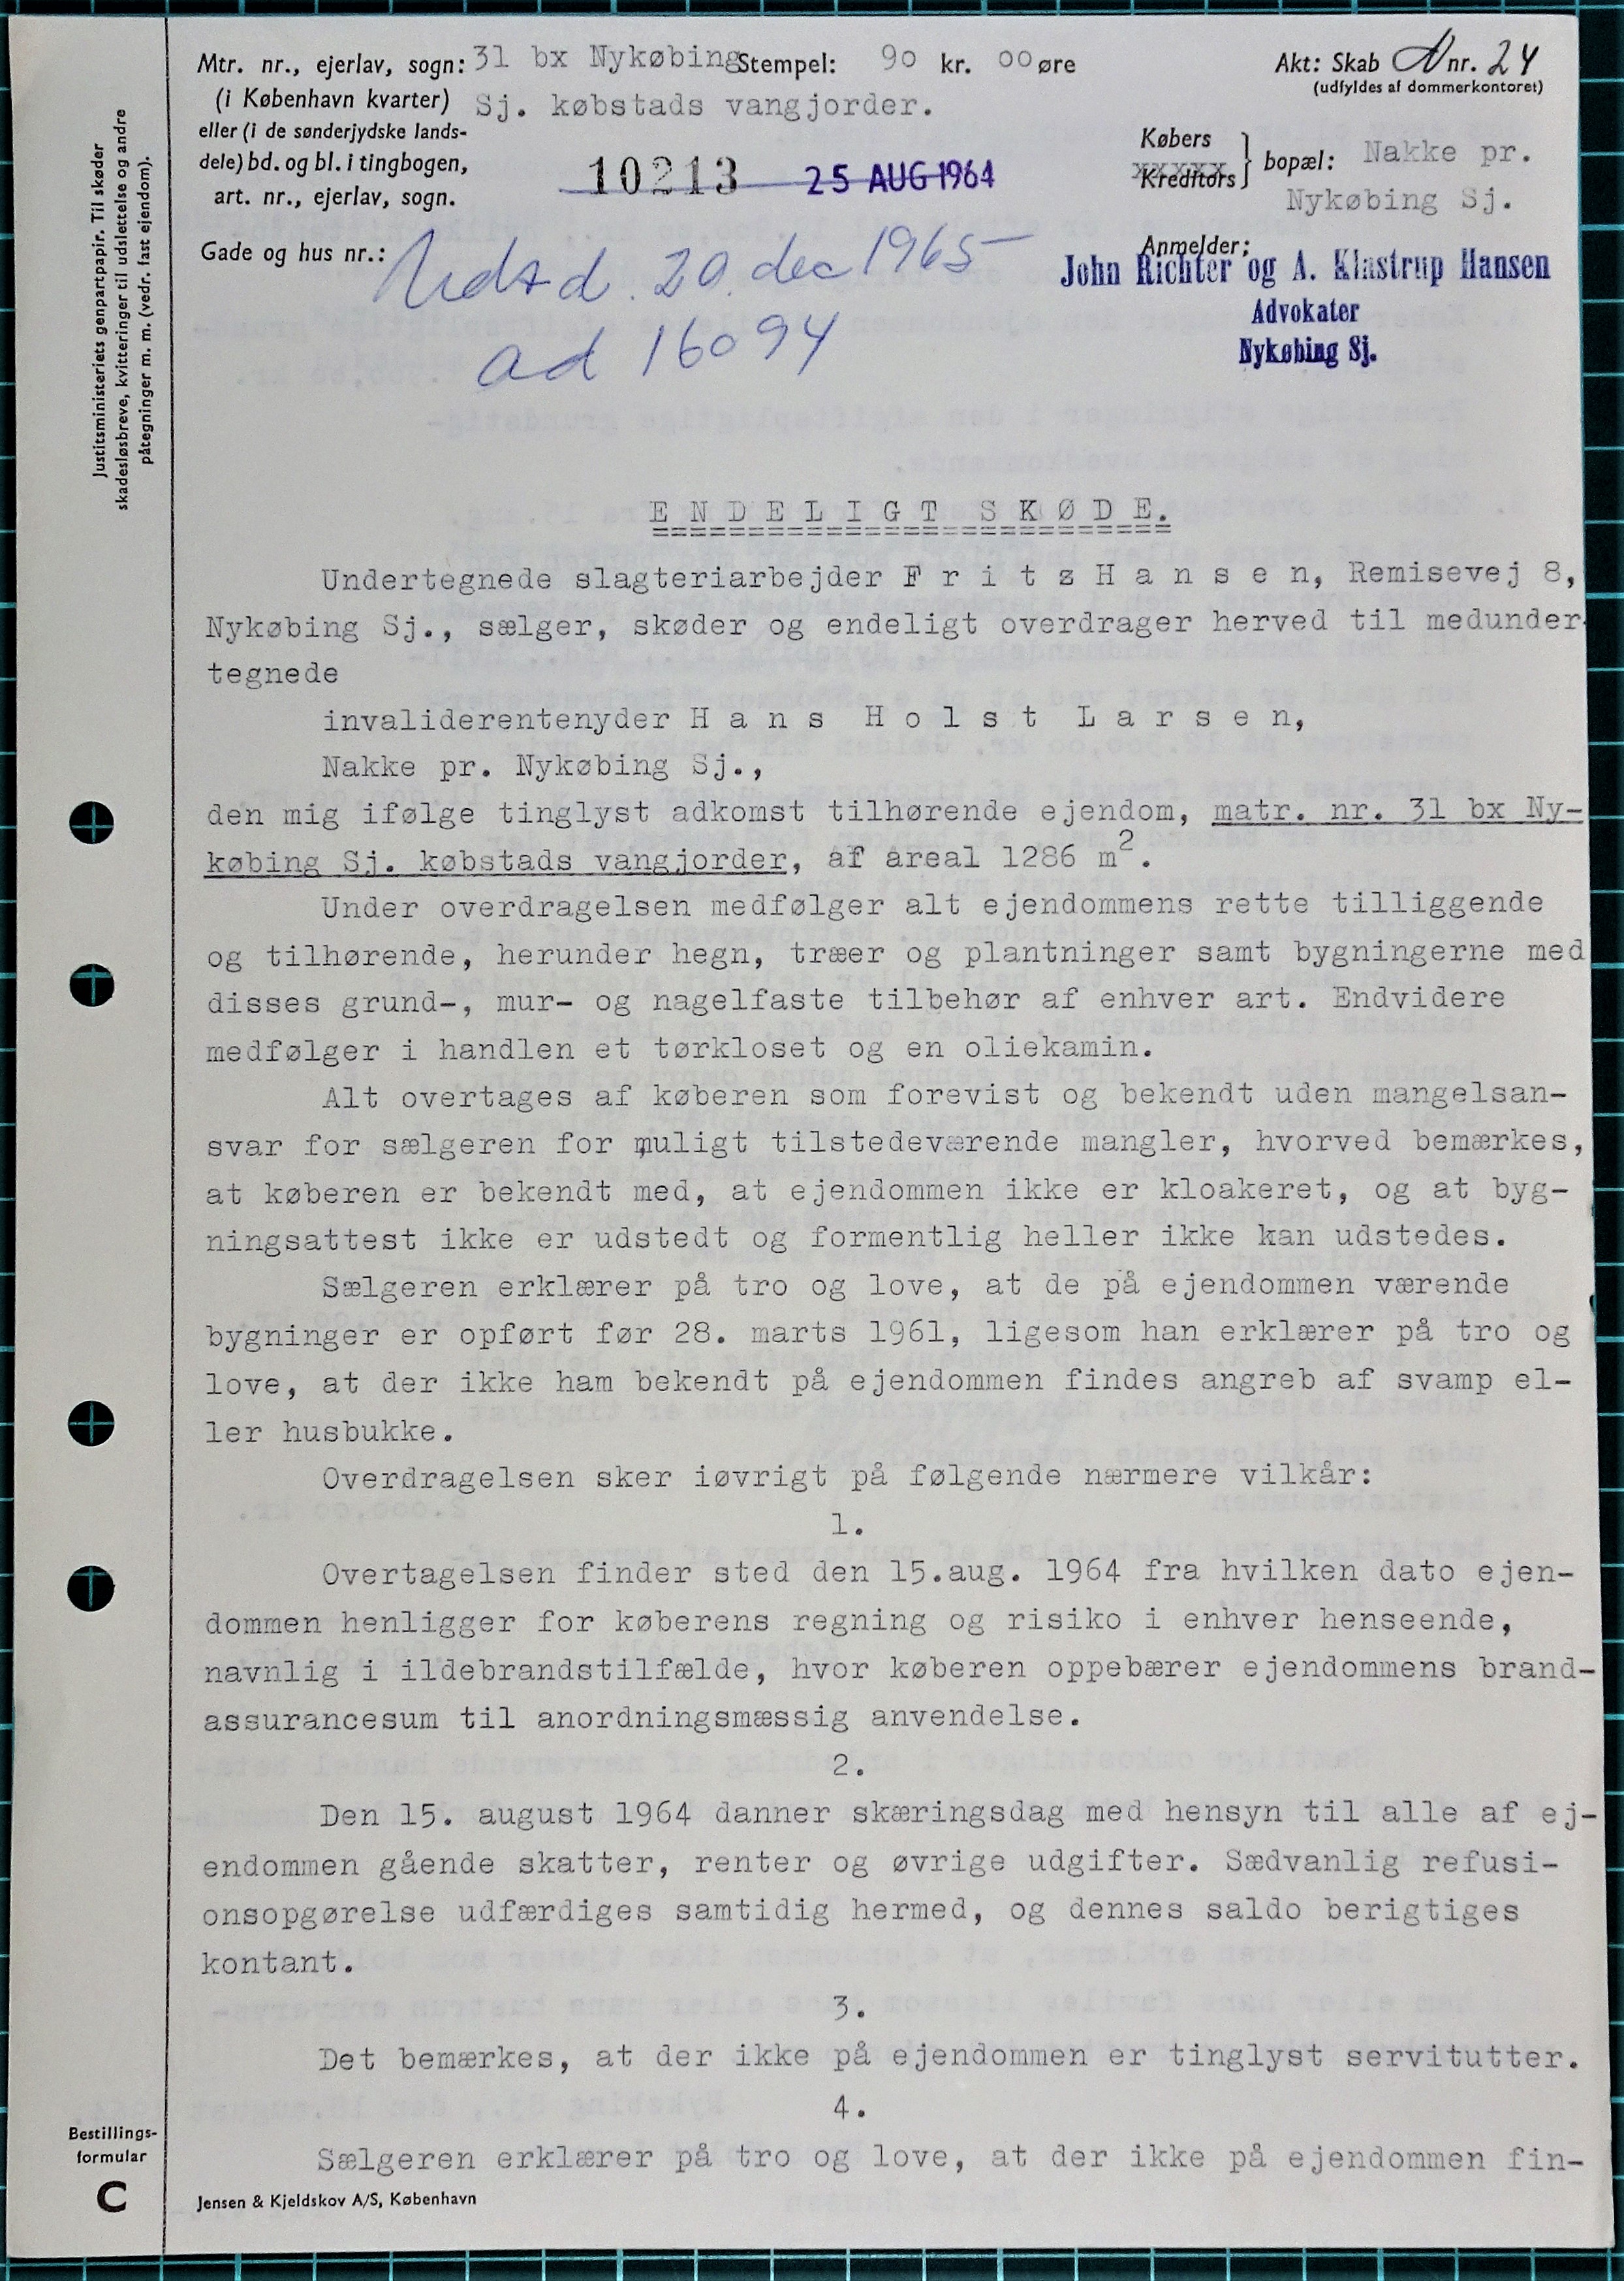 Justitsministeriets genpartpapir. Til skøder
skadesløsbreve, kvitteringer til udslettelse og andre
påtegninger m. m. (vedr. fast ejendom).
Mtr. nr., ejerlav, sogn: 31 bx Nykøbing Stempel: 90 kr. 00 øre
(i København kvarter) Sj. købstads vangjorder.
eller (i de sønderjydske lands-
dele) bd. og bl. i tingbogen,
art. nr., ejerlav, sogn.
10213 25 AUG 1964
Akt: Skab nr. 24
(udfyldes af dommerkontoret)
Købers
Kreditors } bopæl: Nakke pr.
Nykøbing Sj.
Gade og hus nr.:
d. 20. dec 1965
ad 16094
Anmelder:
John Richter og A. Klastrup Hansen
Advokater
Nykøbing Sj.
E N D E L I G T S K Ø D E.
Undertegnede slagteriarbejder F r i t z H a n s e n, Remisevej 8,
Nykøbing Sj., sælger, skøder og endeligt overdrager herved til medunder-
tegnede
invaliderentenyder H a n s H o l s t L a r s e n,
Nakke pr. Nykøbing Sj.,
den mig ifølge tinglyst adkomst tilhørende ejendom, matr. nr. 31 bx Ny-
købing Sj. købstads vangjorder, af areal 1286 m².
Under overdragelsen medfølger alt ejendommens rette tilliggende
og tilhørende, herunder hegn, træer og plantninger samt bygningerne med
disses grund-, mur- og nagelfaste tilbehør af enhver art. Endvidere
medfølger i handlen et tørkloset og en oliekamin.
Alt overtages af køberen som forevist og bekendt uden mangelsan-
svar for sælgeren for muligt tilstedeværende mangler, hvorved bemærkes,
at køberen er bekendt med, at ejendommen ikke er kloakeret, og at byg-
ningsattest ikke er udstedt og formentlig heller ikke kan udstedes.
Sælgeren erklærer på tro og love, at de på ejendommen værende
bygninger er opført før 28. marts 1961, ligesom han erklærer på tro og
love, at der ikke ham bekendt på ejendommen findes angreb af svamp el-
ler husbukke.
Overdragelsen sker iøvrigt på følgende nærmere vilkår:
1.
Overtagelsen finder sted den 15.aug. 1964 fra hvilken dato ejen-
dommen henligger for køberens regning og risiko i enhver henseende,
navnlig i ildebrandstilfælde, hvor køberen oppebærer ejendommens brand-
assurancesum til anordningsmæssig anvendelse.
2.
Den 15. august 1964 danner skæringsdag med hensyn til alle af ej-
endommen gående skatter, renter og øvrige udgifter. Sædvanlig refusi-
onsopgørelse udfærdiges samtidig hermed, og dennes saldo berigtiges
kontant.
3.
Det bemærkes, at der ikke på ejendommen er tinglyst servitutter.
4.
Sælgeren erklærer på tro og love, at der ikke på ejendommen fin-
Bestillings-
formular
C
Jensen & Kjeldskov A/S, København